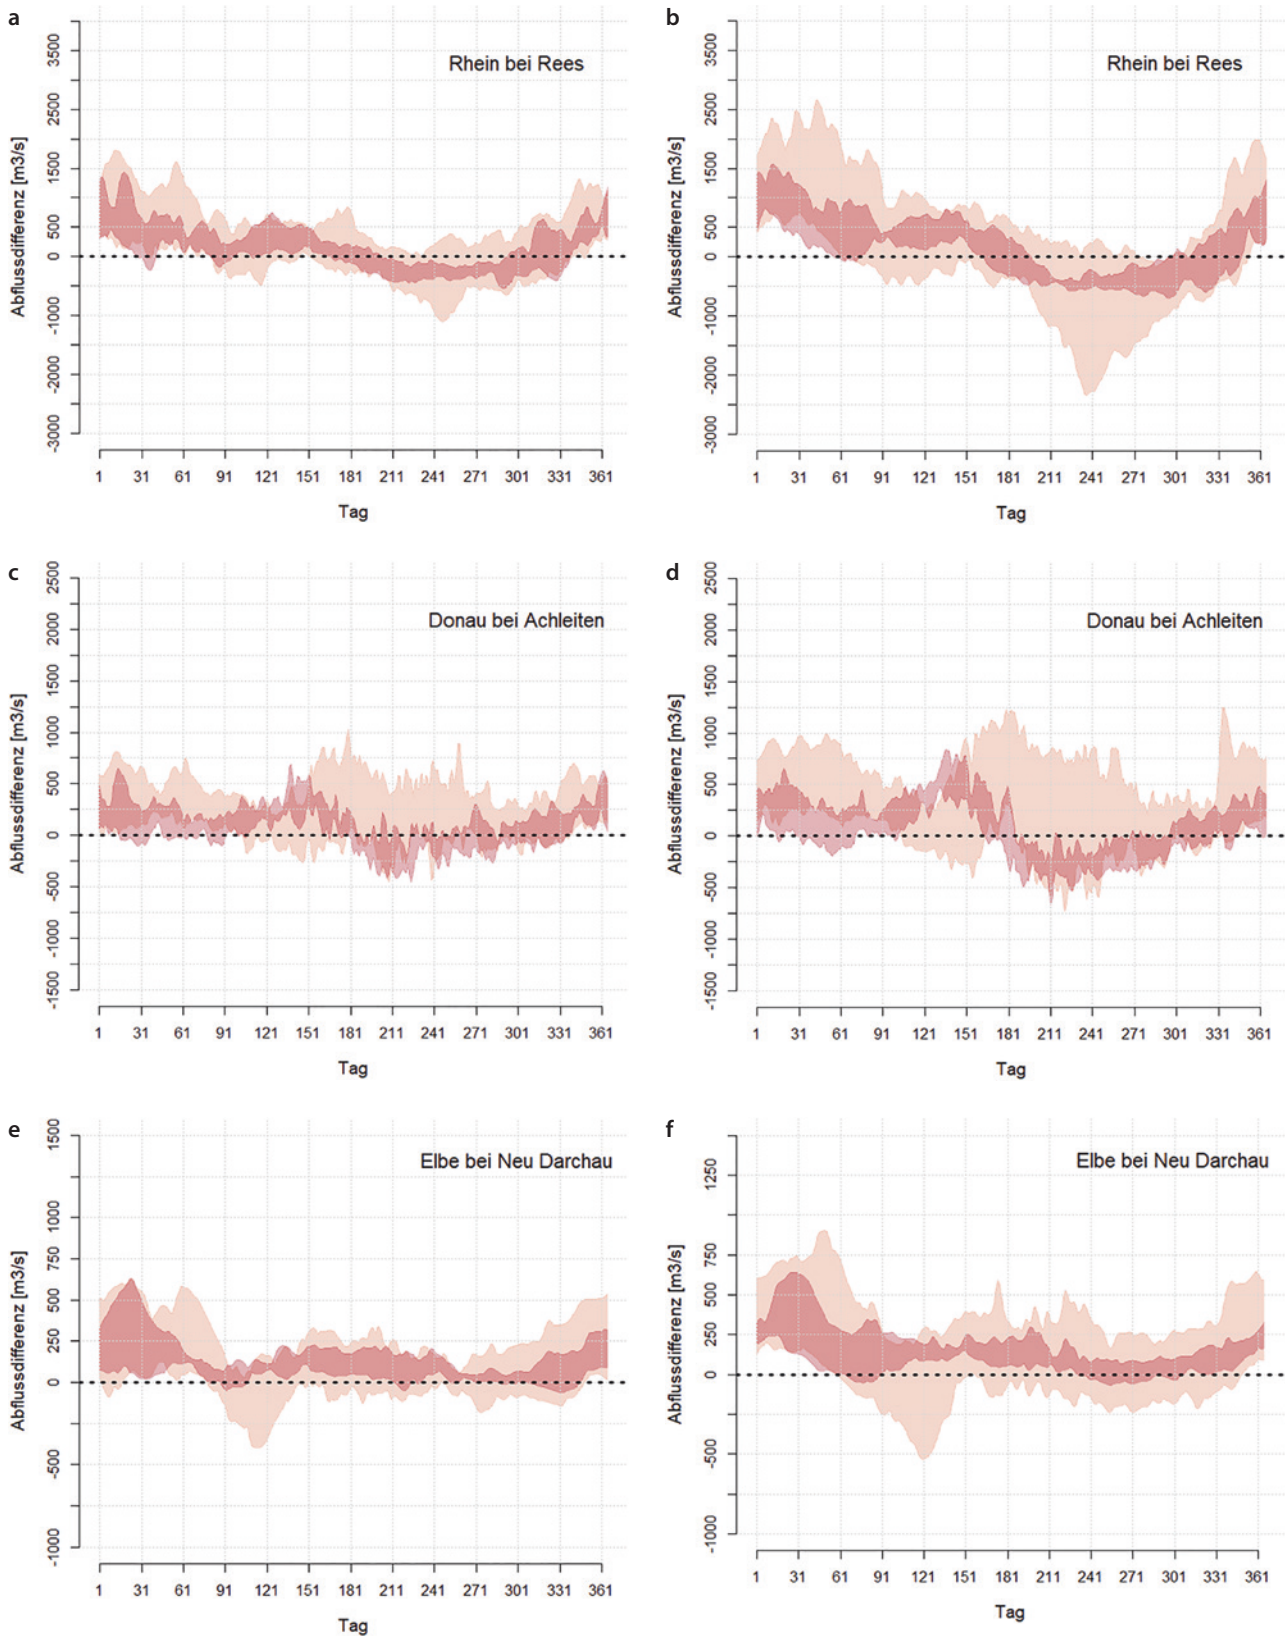 a
Rhein bei Rees
Abflussdifferenz [m3/s]
3500
2500
1500
500
0
-1000
-2000
-3000
1 31 61 91 121 151 181 211 241 271 301 331 361
Tag
b
Rhein bei Rees
Abflussdifferenz [m3/s]
3500
2500
1500
500
0
-1000
-2000
-3000
1 31 61 91 121 151 181 211 241 271 301 331 361
Tag
c
Donau bei Achleiten
Abflussdifferenz [m3/s]
2500
2000
1500
1000
500
0
-500
-1000
-1500
1 31 61 91 121 151 181 211 241 271 301 331 361
Tag
d
Donau bei Achleiten
Abflussdifferenz [m3/s]
2500
2000
1500
1000
500
0
-500
-1000
-1500
1 31 61 91 121 151 181 211 241 271 301 331 361
Tag
e
Elbe bei Neu Darchau
Abflussdifferenz [m3/s]
1500
1000
750
500
250
0
-500
-1000
1 31 61 91 121 151 181 211 241 271 301 331 361
Tag
f
Elbe bei Neu Darchau
Abflussdifferenz [m3/s]
1250
750
500
250
0
-500
-1000
1 31 61 91 121 151 181 211 241 271 301 331 361
Tag